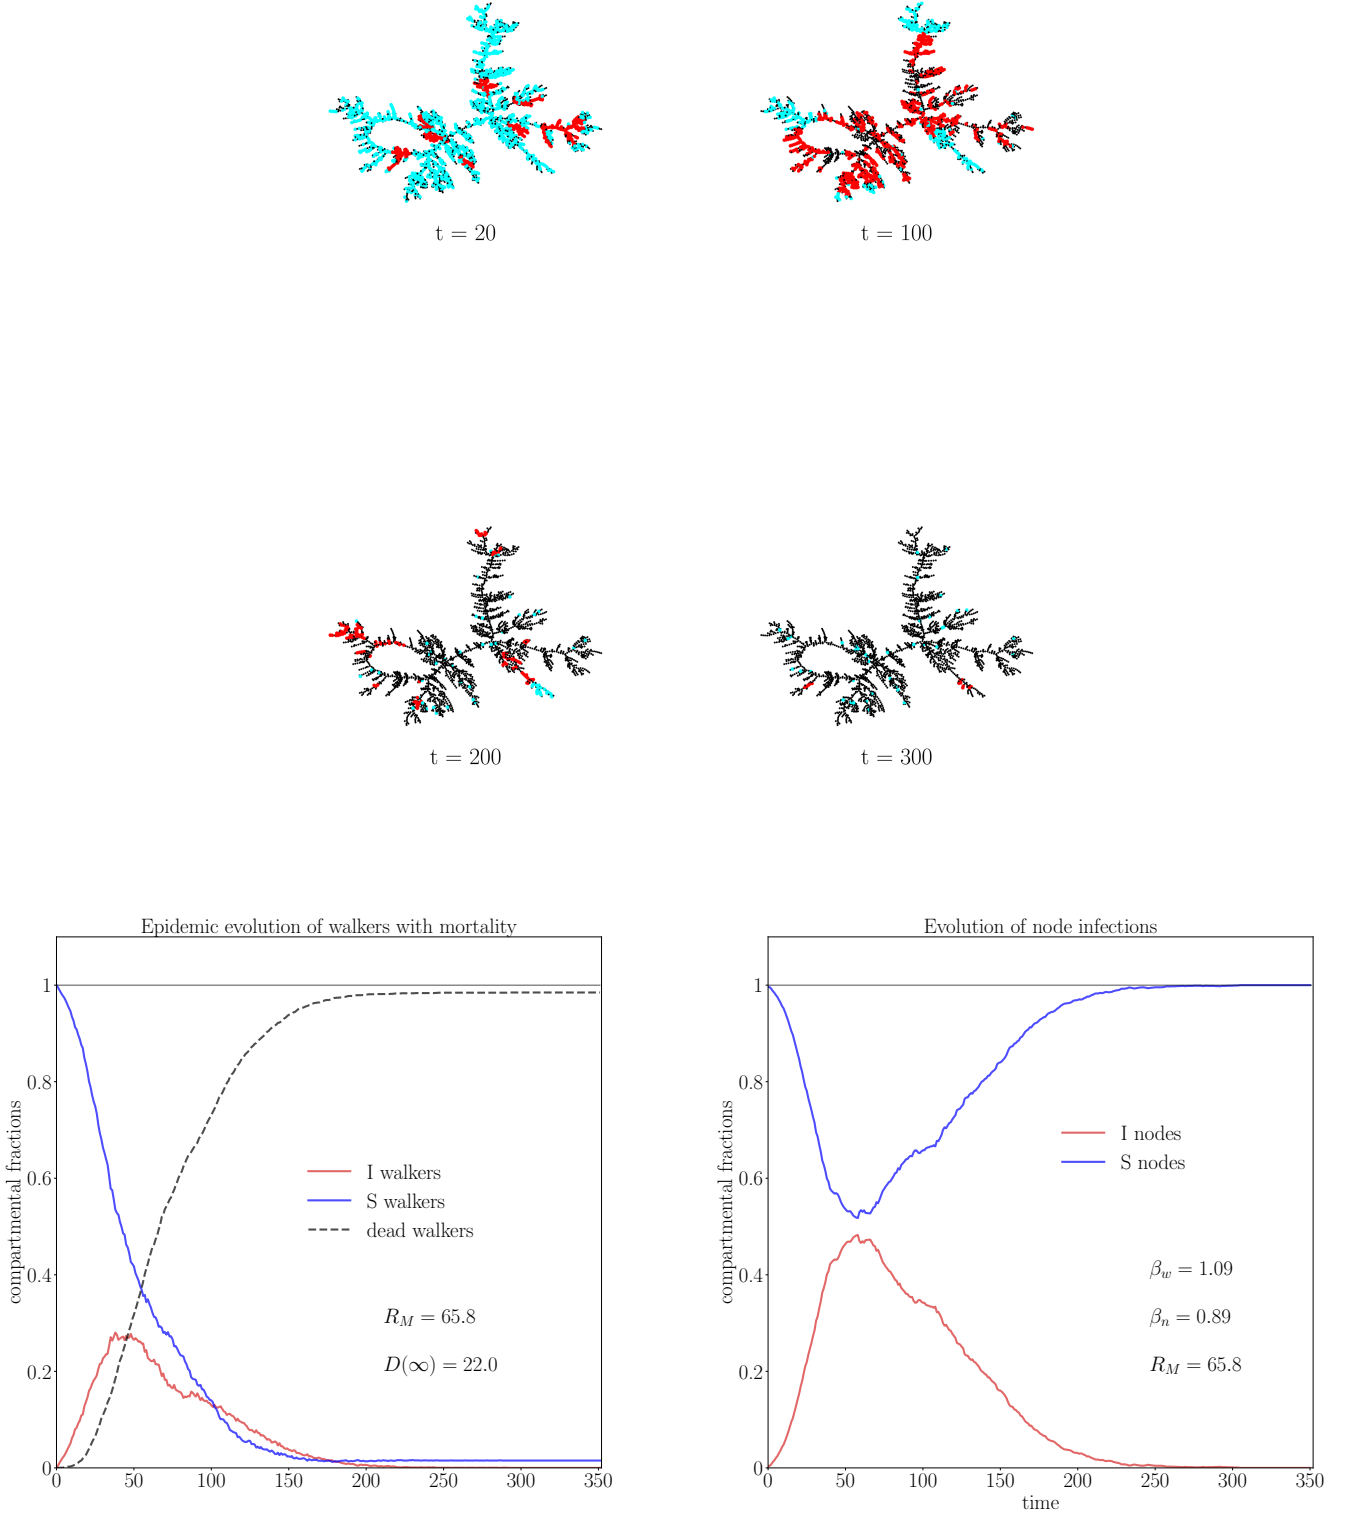 t = 20
t = 100
t = 200
t = 300
Epidemic evolution of walkers with mortality
compartmental fractions
1
0.8
0.6
0.4
0.2
0
0 50 100 150 200 250 300 350
I walkers
S walkers
dead walkers
R_M = 65.8
D(∞) = 22.0
Evolution of node infections
compartmental fractions
1
0.8
0.6
0.4
0.2
0
0 50 100 150 200 250 300 350
time
I nodes
S nodes
β_w = 1.09
β_n = 0.89
R_M = 65.8